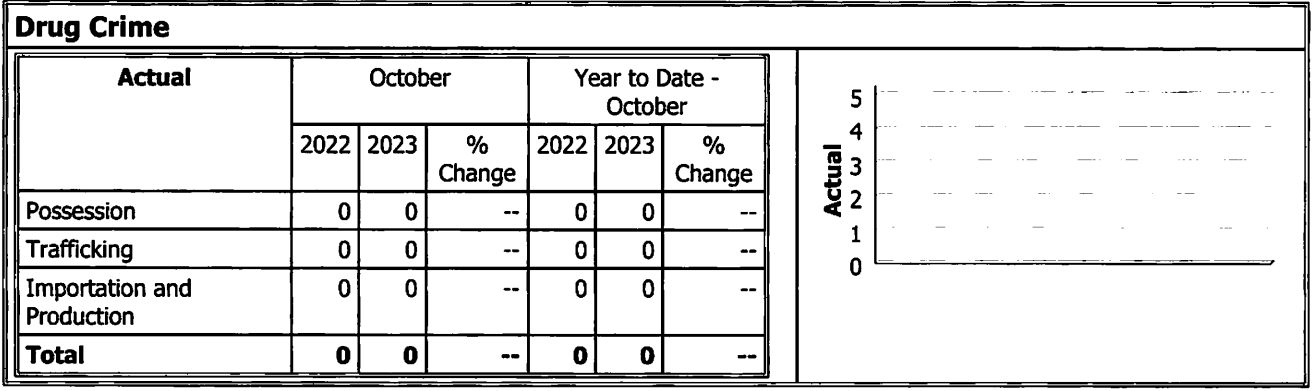 Drug Crime
Actual October Year to Date -
October
2022 2023 % 2022 2023 %
Change Change
Possession 0 0 -- 0 0 --
Trafficking 0 0 -- 0 0 --
Importation and 0 0 -- 0 0 --
Production
Total 0 0 -- 0 0 --
Actual
5
4
3
2
1
0